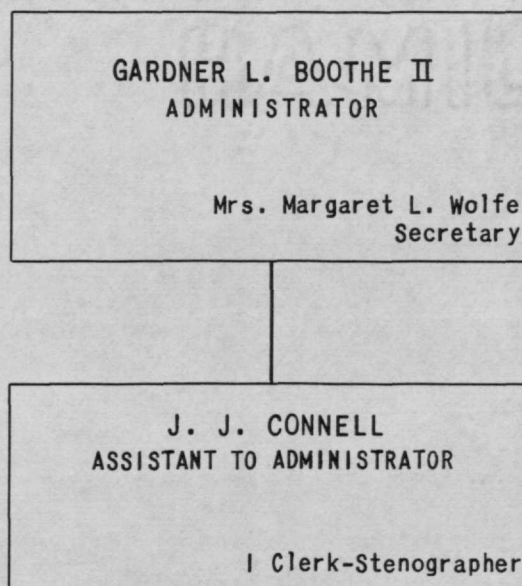 GARDNER L. BOOTHE II
ADMINISTRATOR
Mrs. Margaret L. Wolfe
Secretary
J. J. CONNELL
ASSISTANT TO ADMINISTRATOR
1 Clerk-Stenographer